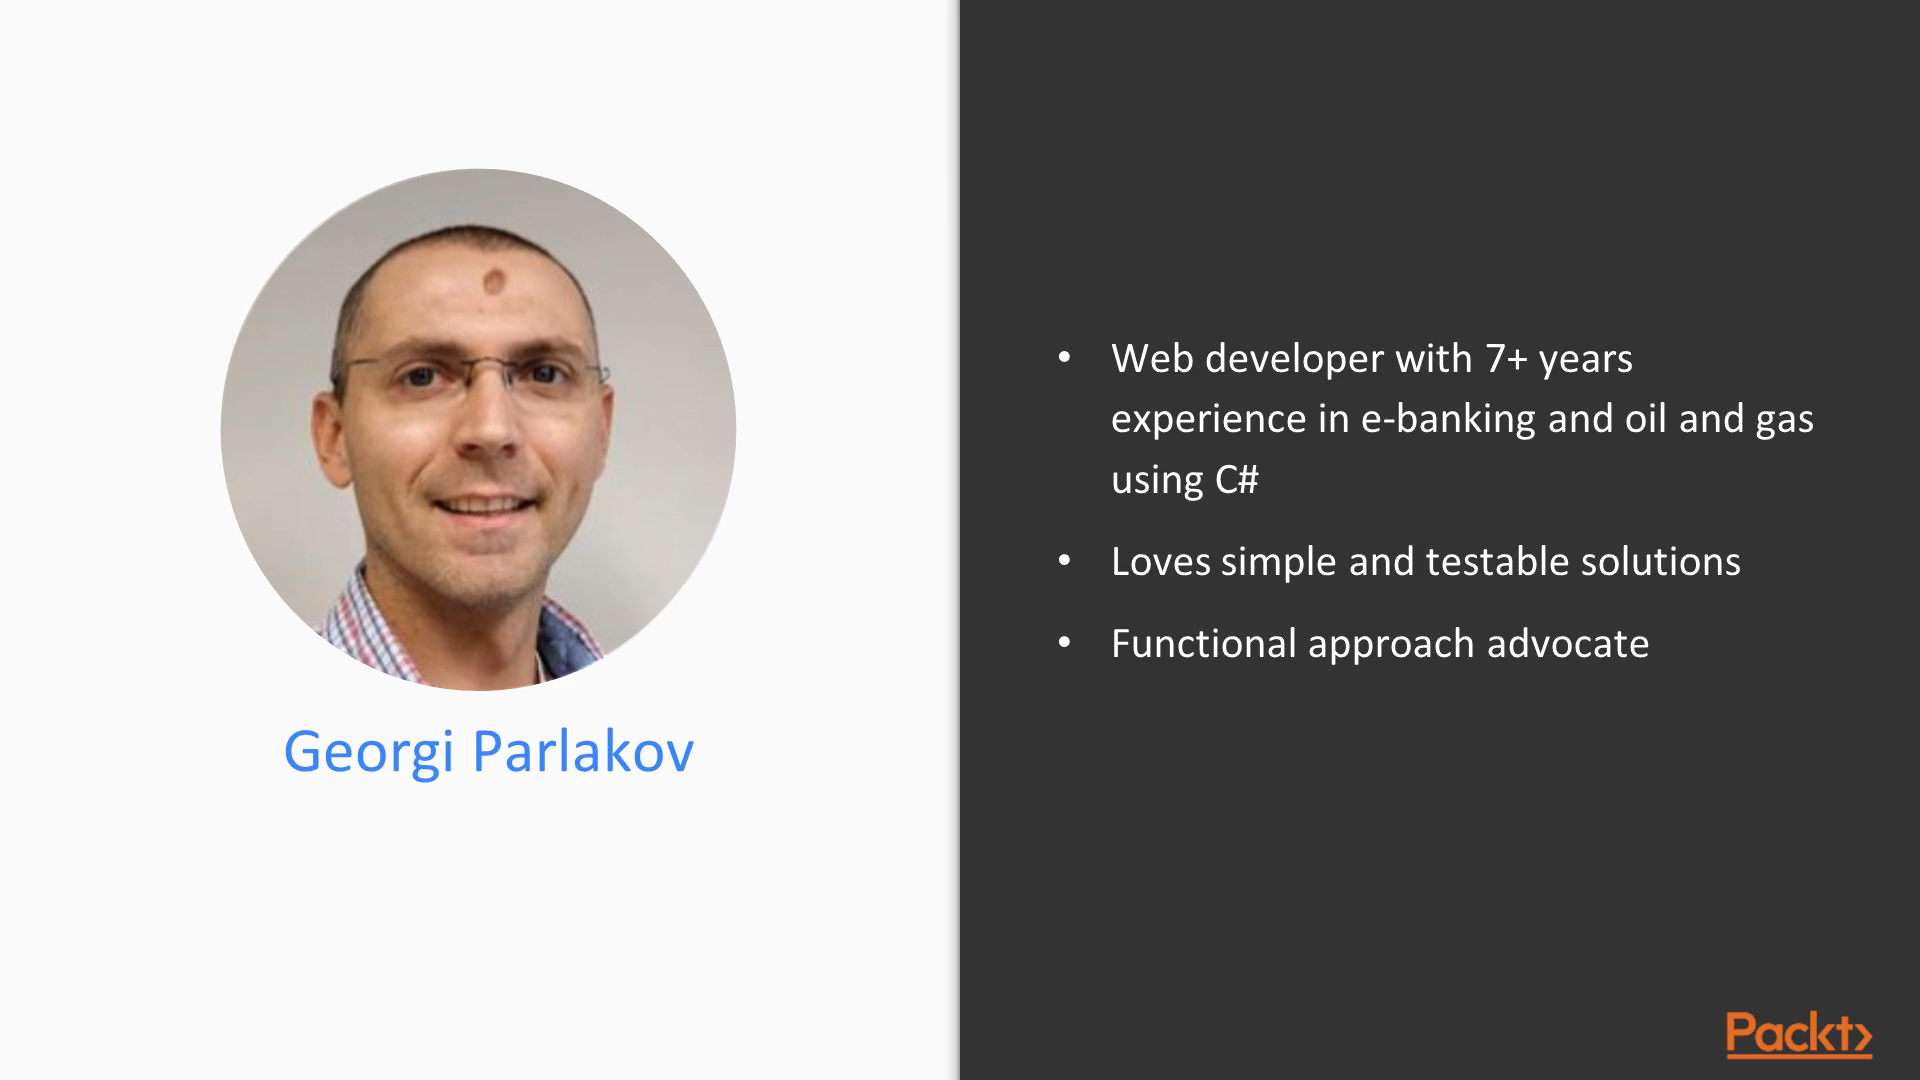 Georgi Parlakov
• Web developer with 7+ years
experience in e-banking and oil and gas
using C#
• Loves simple and testable solutions
• Functional approach advocate
Packt>